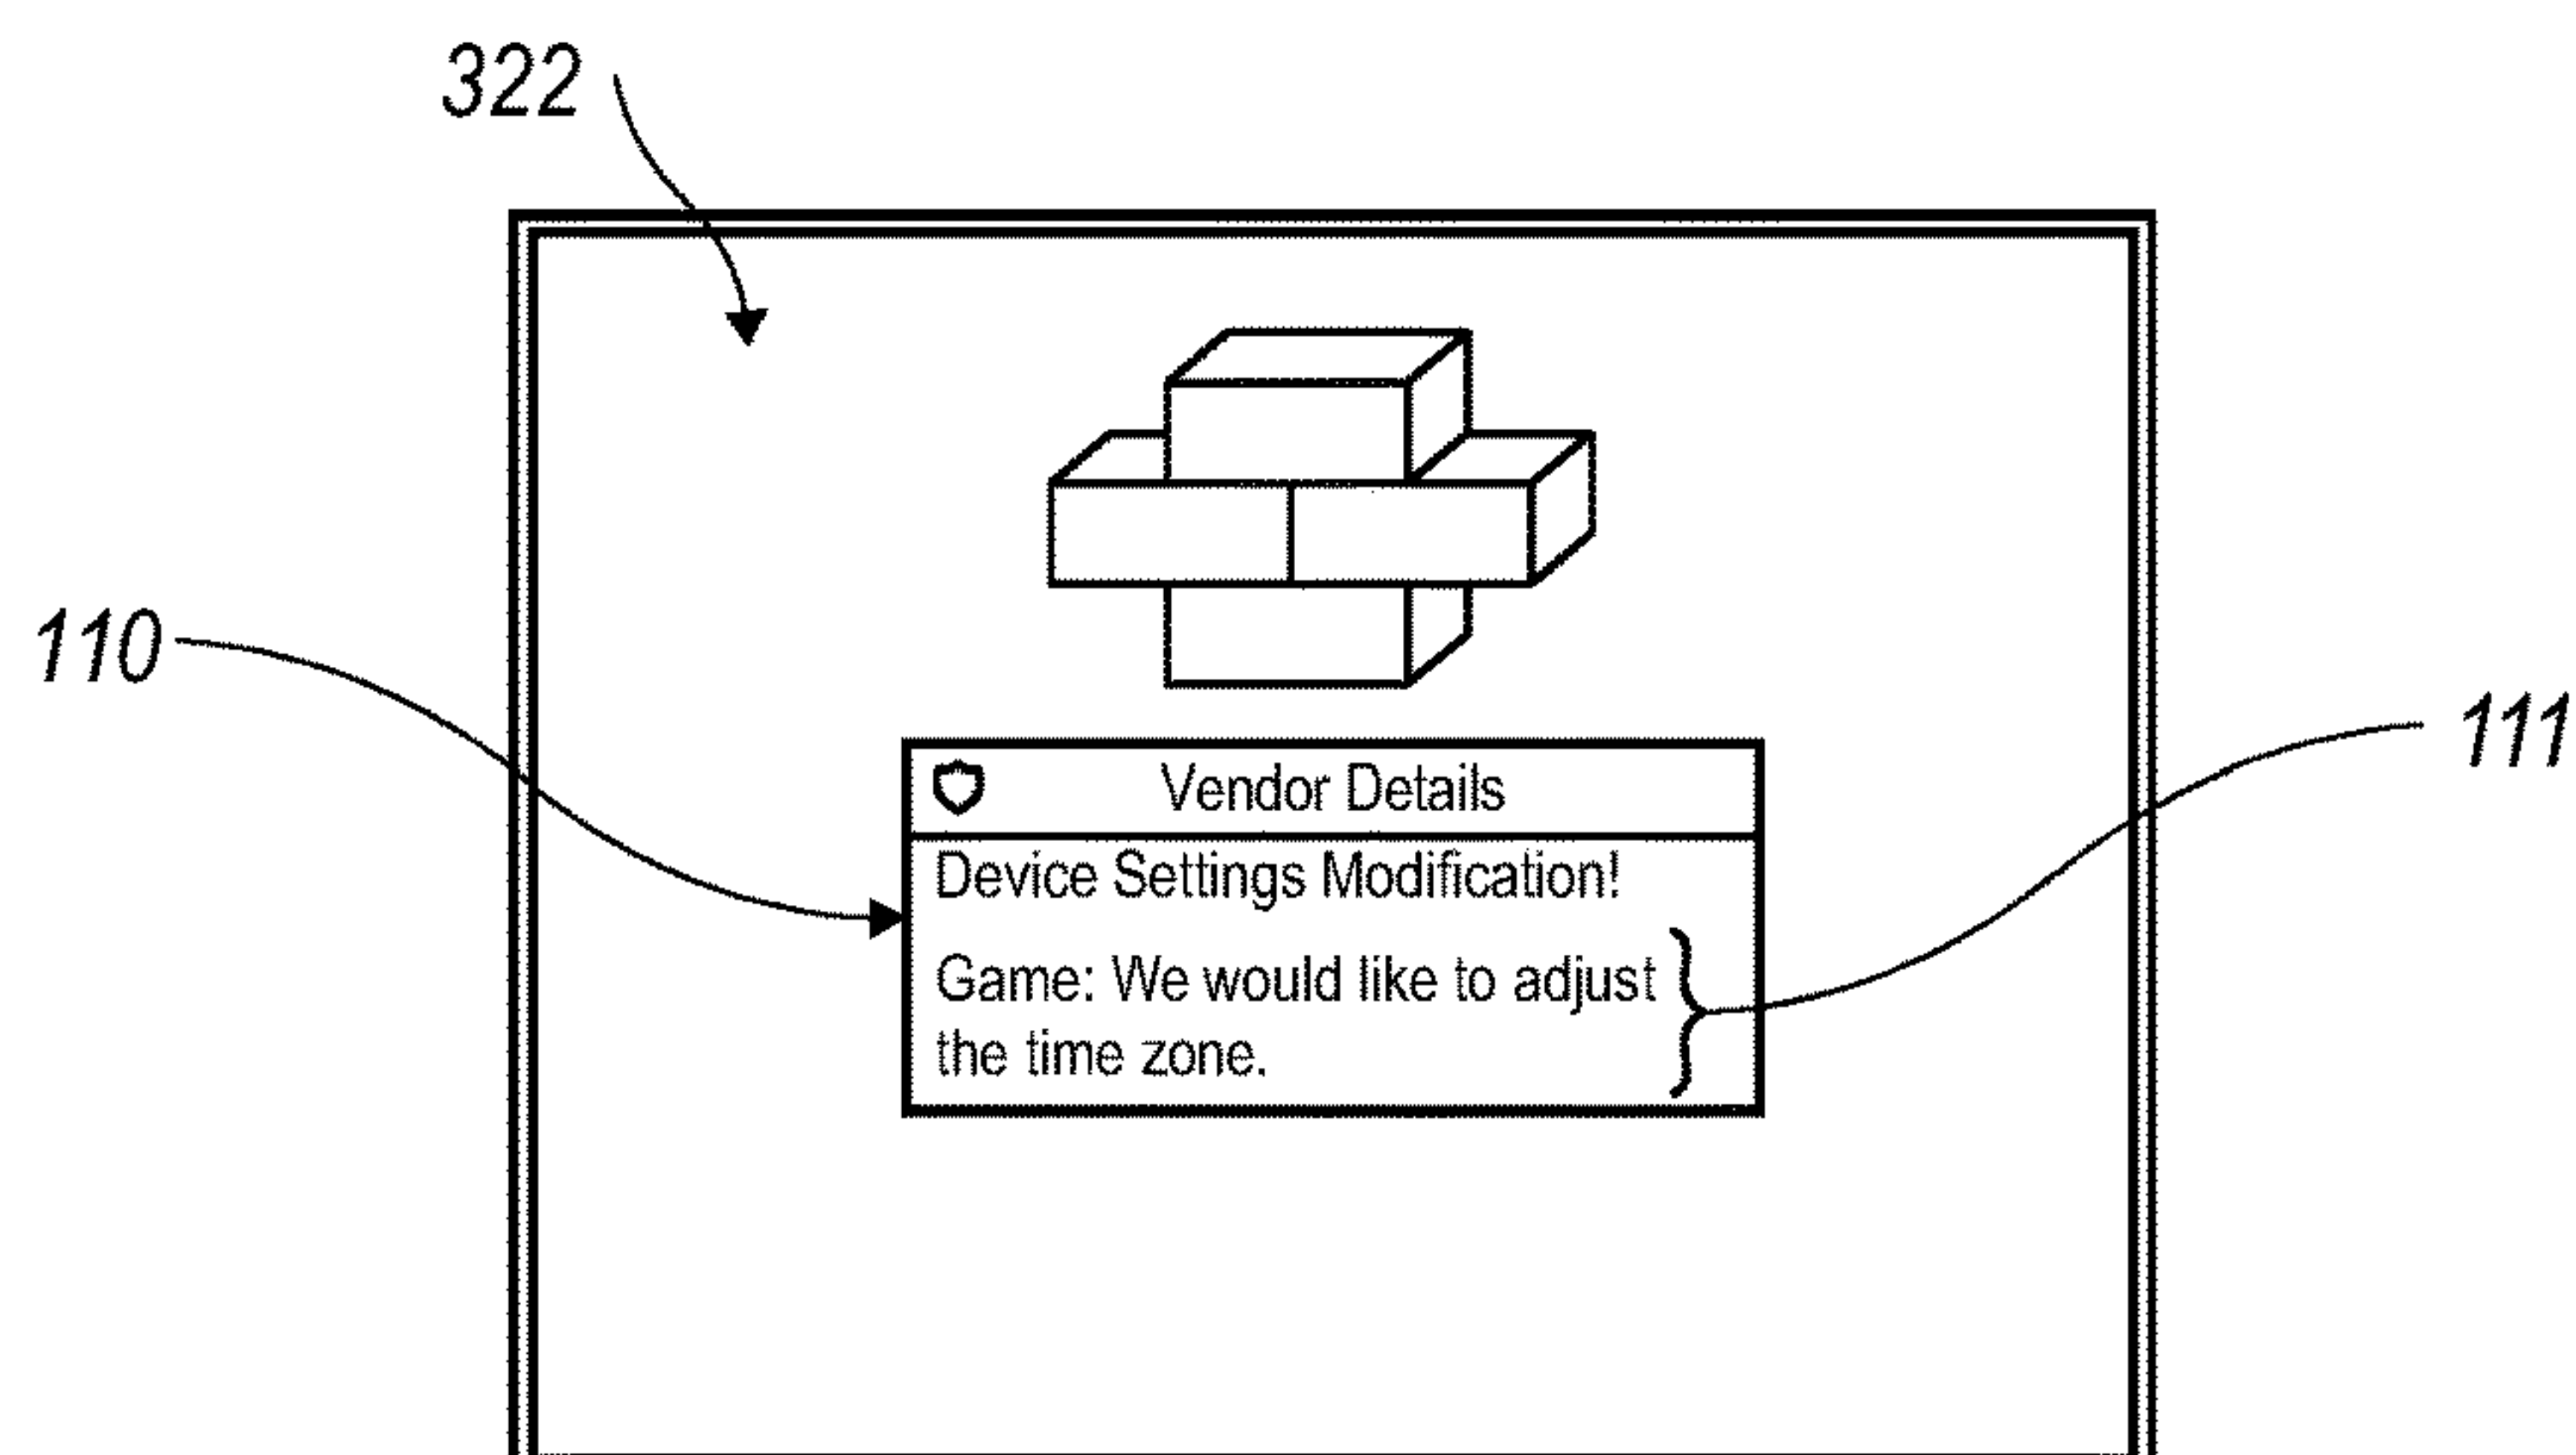 322
110
111
Vendor Details
Device Settings Modification!
Game: We would like to adjust
the time zone.